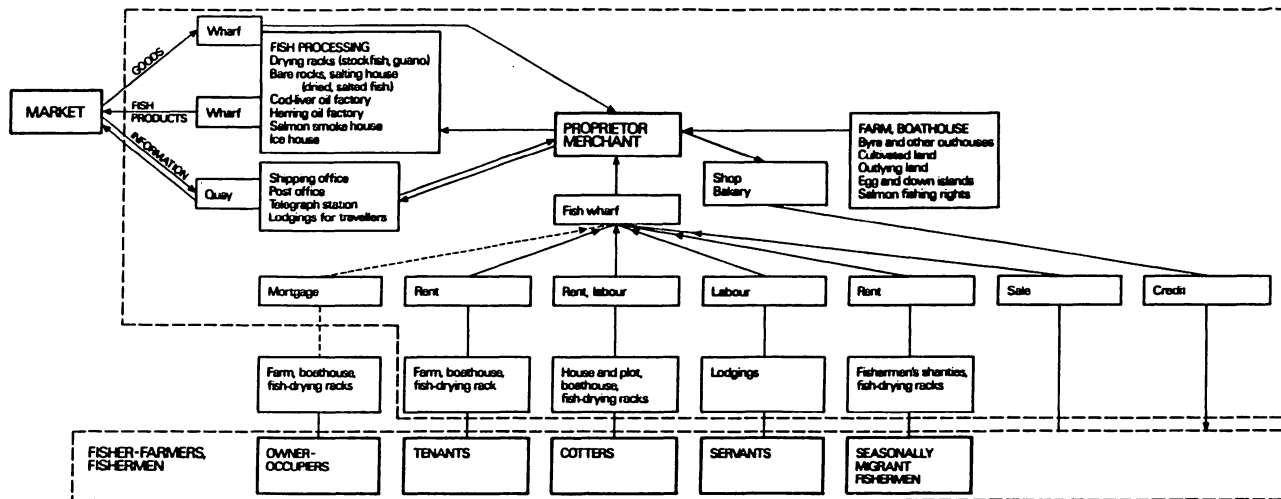 MARKET
GOODS
FISH
PRODUCTS
INFORMATION
Wharf
Wharf
Quay
FISH PROCESSING
Drying racks (stockfish, guano)
Bare rocks, salting house
(dried, salted fish)
Cod-liver oil factory
Herring oil factory
Salmon smoke house
Ice house
Shipping office
Post office
Telegraph station
Lodgings for travellers
PROPRIETOR
MERCHANT
Fish wharf
Shop
Bakery
FARM, BOATHOUSE
Byre and other outhouses
Cultivated land
Outlying land
Egg and down islands
Salmon fishing rights
Mortgage
Rent
Rent, labour
Labour
Rent
Sale
Credit
Farm, boathouse,
fish-drying racks
Farm, boathouse,
fish-drying rack
House and plot,
boathouse,
fish-drying racks
Lodgings
Fishermen's shanties,
fish-drying racks
FISHER-FARMERS,
FISHERMEN
OWNER-
OCCUPIERS
TENANTS
COTTERS
SERVANTS
SEASONALLY
MIGRANT
FISHERMEN